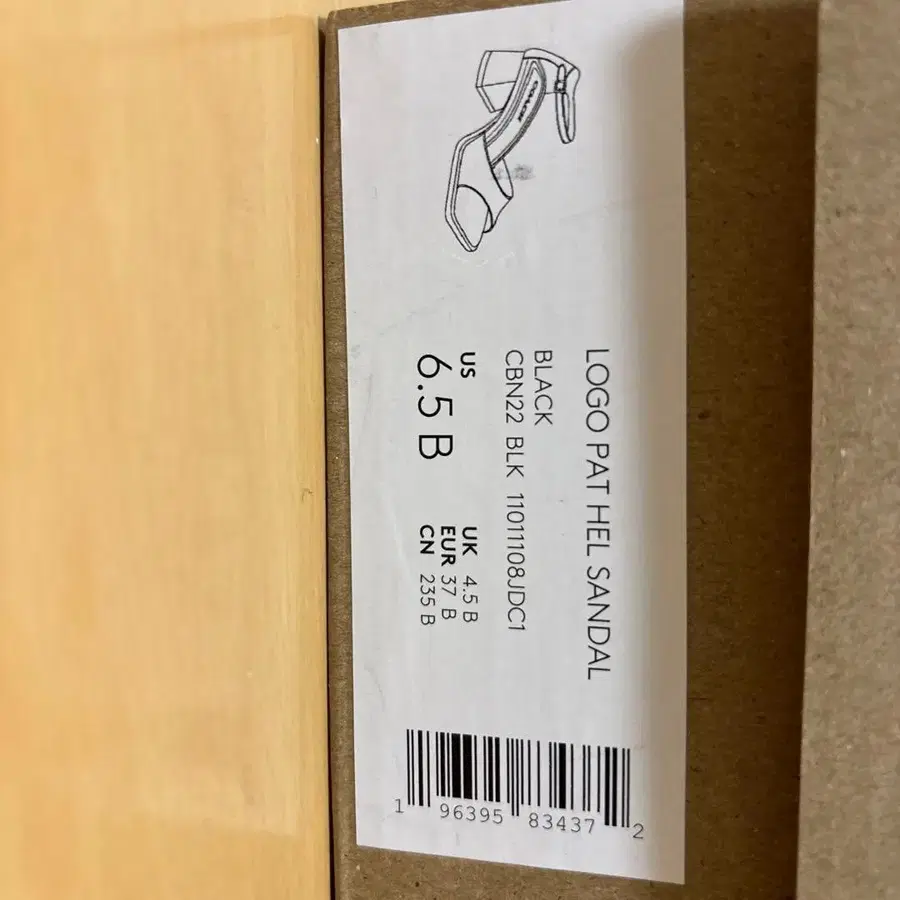 LOGO PAT HEL SANDAL
BLACK
CBN22 BLK 11011108JDC1
US
6.5 B
UK 4.5 B
EUR 37 B
CN 235 B
1 96395 83437 2